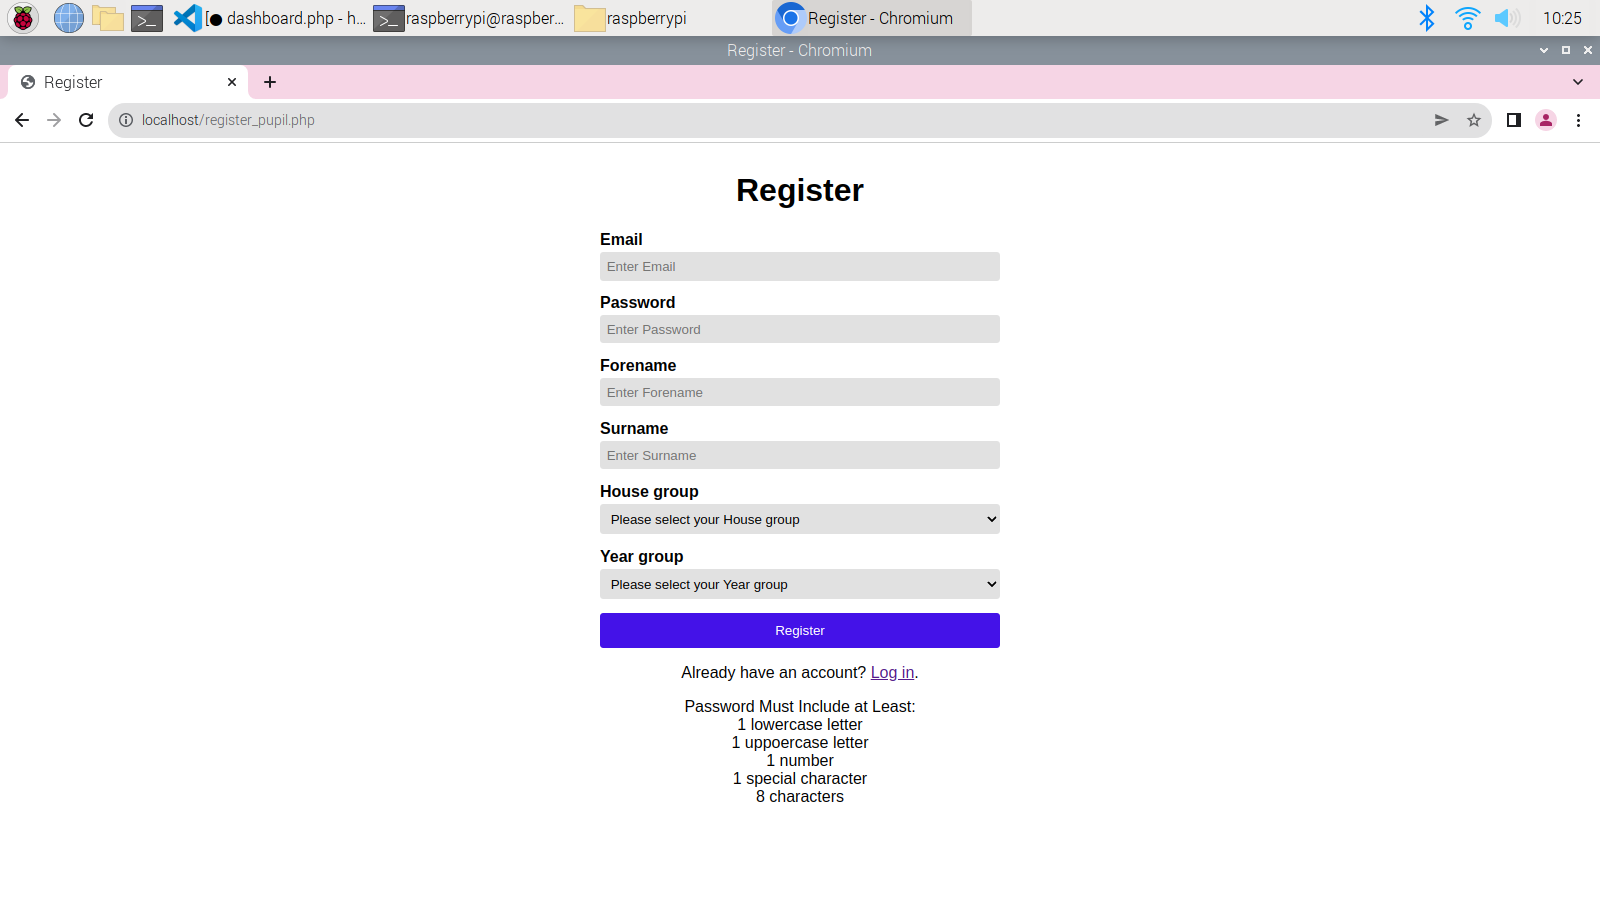 [● dashboard.php - h... raspberrypi@raspber... raspberrypi Register - Chromium 10:25
Register - Chromium
Register
localhost/register_pupil.php
Register
Email
Enter Email
Password
Enter Password
Forename
Enter Forename
Surname
Enter Surname
House group
Please select your House group
Year group
Please select your Year group
Register
Already have an account? Log in.
Password Must Include at Least:
1 lowercase letter
1 uppoercase letter
1 number
1 special character
8 characters